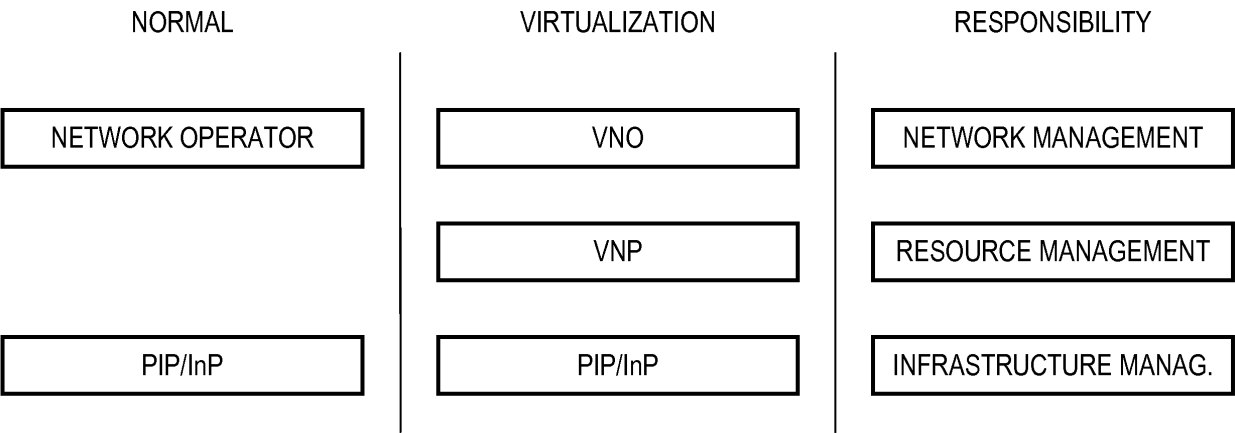 NORMAL VIRTUALIZATION RESPONSIBILITY
NETWORK OPERATOR VNO NETWORK MANAGEMENT
VNP RESOURCE MANAGEMENT
PIP/InP PIP/InP INFRASTRUCTURE MANAG.